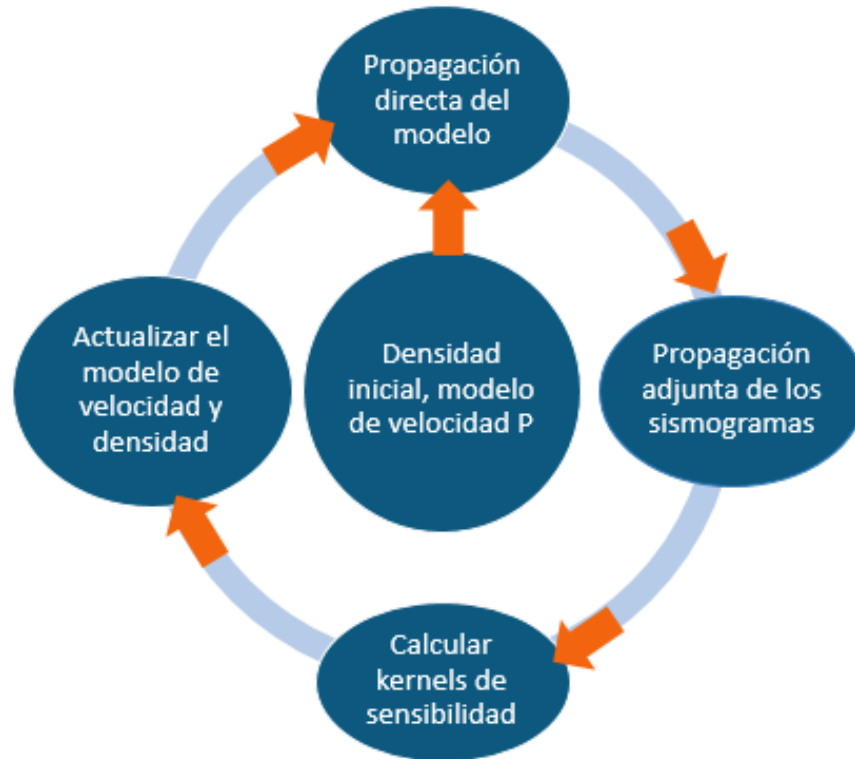 Propagación
directa del
modelo
Actualizar el
modelo de
velocidad y
densidad
Densidad
inicial, modelo
de velocidad P
Propagación
adjunta de los
sismogramas
Calcular
kernels de
sensibilidad